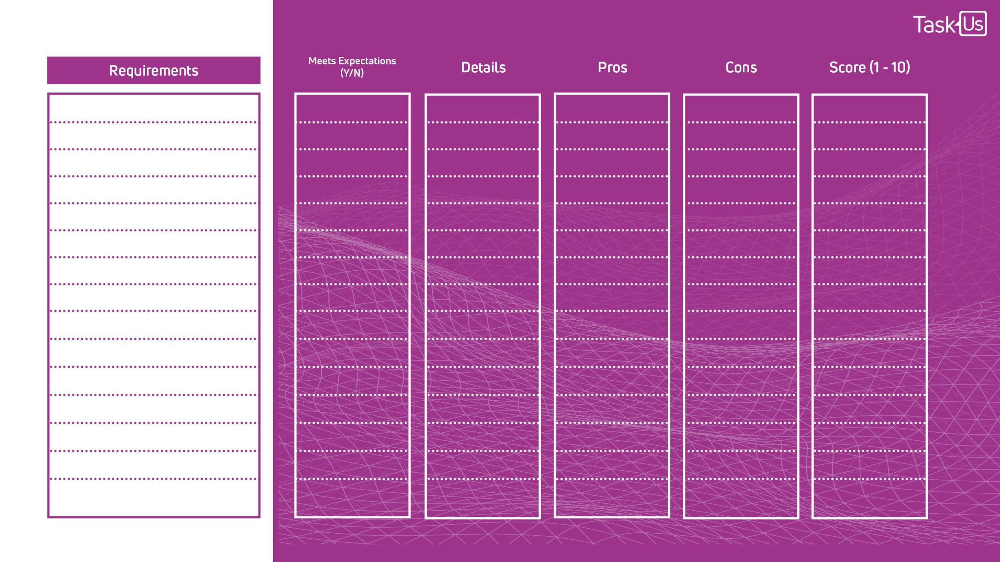 TaskUs
Requirements
Meets Expectations
(Y/N)
Details
Pros
Cons
Score (1 - 10)